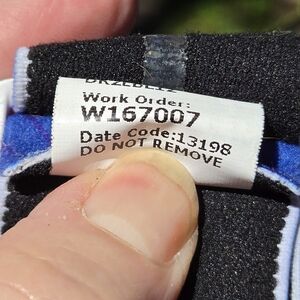 Work Order:
W167007
Date Code:13198
DO NOT REMOVE